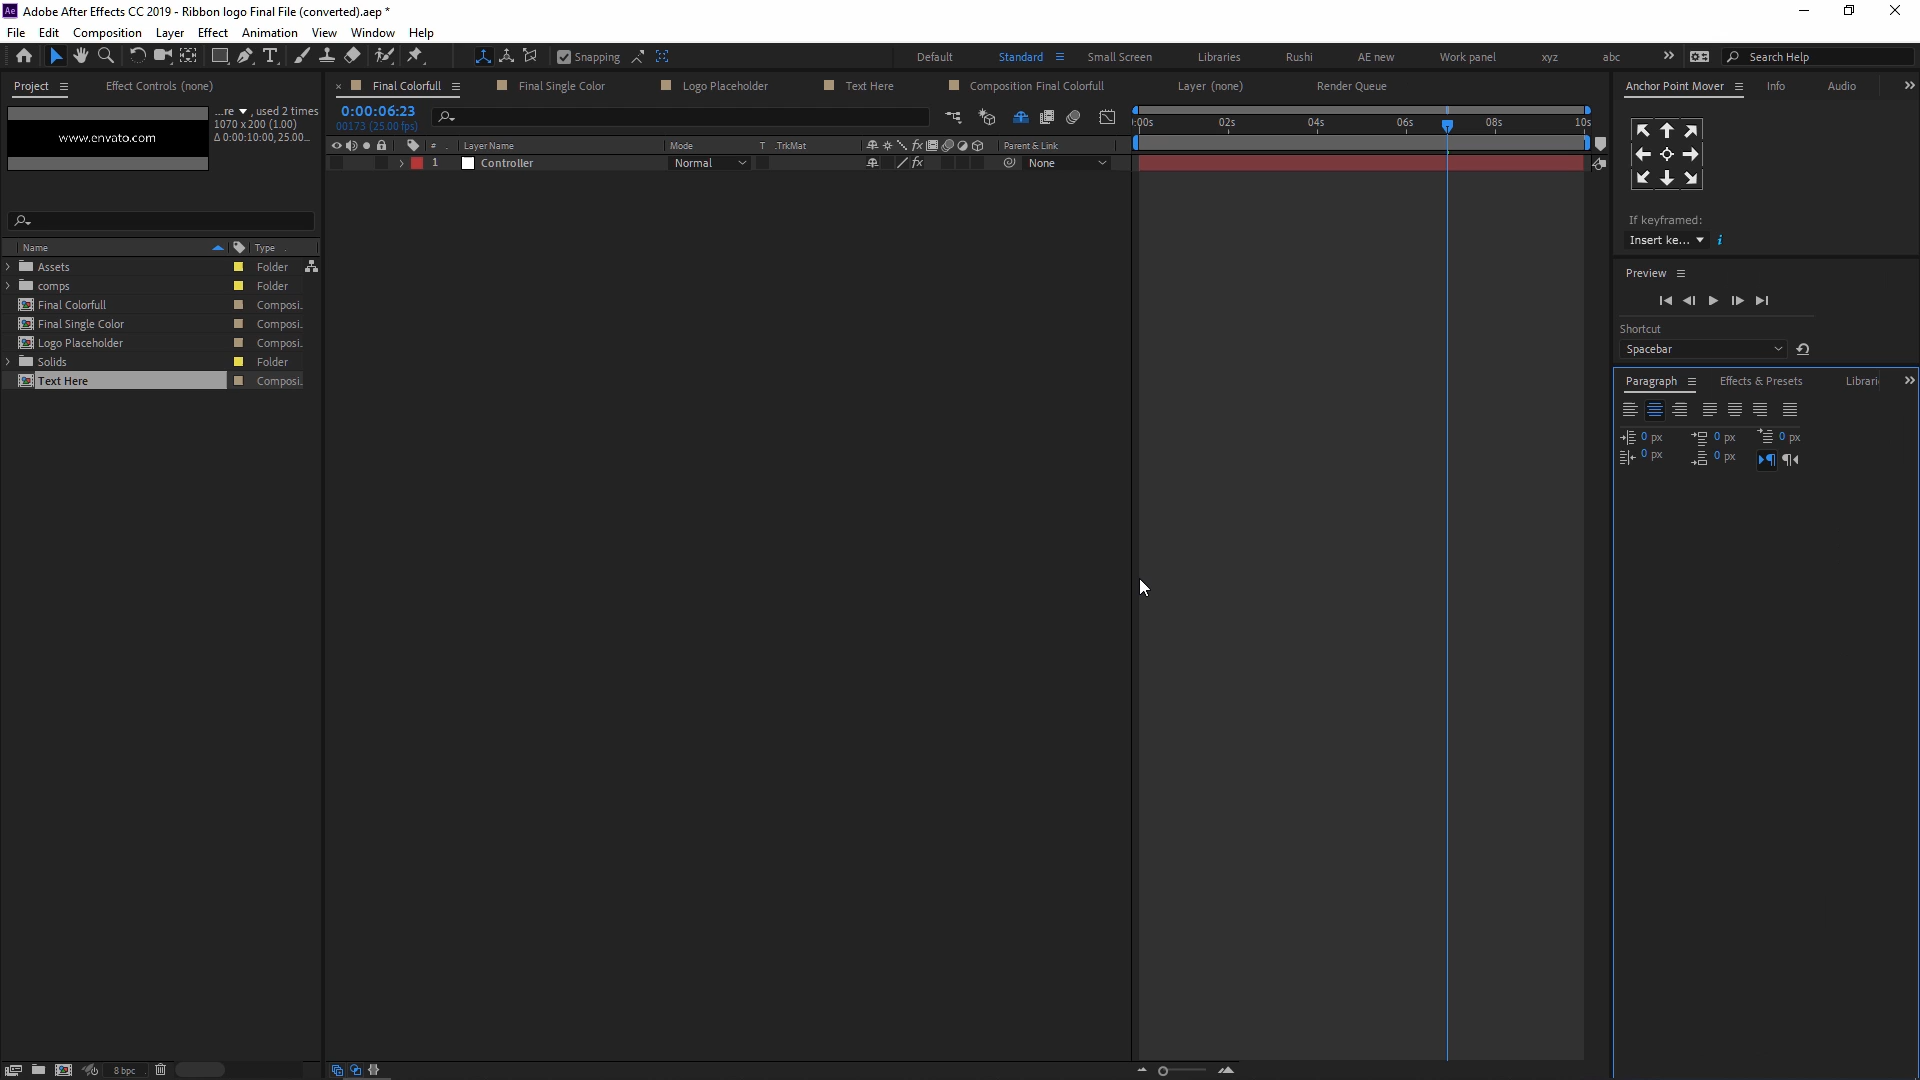 Ae Adobe After Effects CC 2019 - Ribbon logo Final File (converted).aep *
File Edit Composition Layer Effect Animation View Window Help
Snapping Default Standard Small Screen Libraries Rushi AE new Work panel xyz abc Search Help
Project Effect Controls (none)
Final Colorfull Final Single Color Logo Placeholder Text Here Composition Final Colorfull Layer (none) Render Queue
Anchor Point Mover Info Audio
www.envato.com
...re ▼ , used 2 times
1070 x 200 (1.00)
Δ 0:00:10:00, 25.00...
0:00:06:23
00173 (25.00 fps)
:00s 02s 04s 06s 08s 10s
# Layer Name Mode T .TrkMat fx Parent & Link
1 Controller Normal fx None
If keyframed:
Insert ke... ▼ i
Name Type
Assets Folder
comps Folder
Final Colorfull Composi.
Final Single Color Composi.
Logo Placeholder Composi.
Solids Folder
Text Here Composi.
Preview
Shortcut
Spacebar
Paragraph Effects & Presets Librari
0 px 0 px 0 px
0 px 0 px
8 bpc